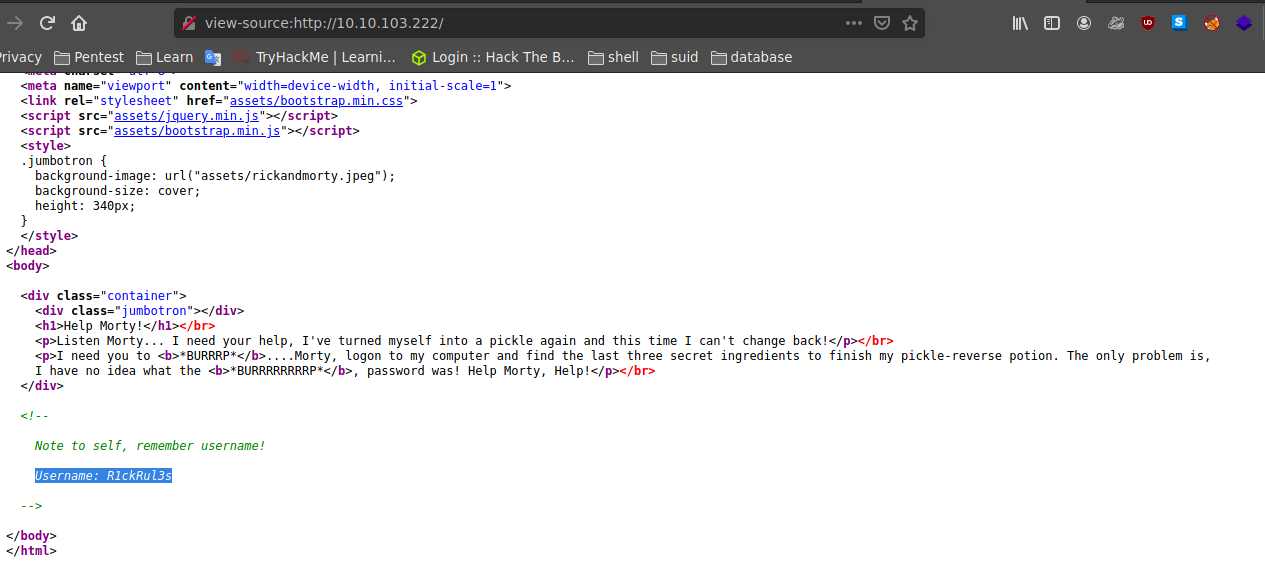 view-source:http://10.10.103.222/
Privacy Pentest Learn TryHackMe | Learni... Login :: Hack The B... shell suid database
<meta charset="utf-8">
<meta name="viewport" content="width=device-width, initial-scale=1">
<link rel="stylesheet" href="assets/bootstrap.min.css">
<script src="assets/jquery.min.js"></script>
<script src="assets/bootstrap.min.js"></script>
<style>
.jumbotron {
background-image: url("assets/rickandmorty.jpeg");
background-size: cover;
height: 340px;
}
</style>
</head>
<body>
<div class="container">
<div class="jumbotron"></div>
<h1>Help Morty!</h1></br>
<p>Listen Morty... I need your help, I've turned myself into a pickle again and this time I can't change back!</p></br>
<p>I need you to <b>*BURRRP*</b>....Morty, logon to my computer and find the last three secret ingredients to finish my pickle-reverse potion. The only problem is,
I have no idea what the <b>*BURRRRRRRRP*</b>, password was! Help Morty, Help!</p></br>
</div>
<!--
Note to self, remember username!
Username: R1ckRul3s
-->
</body>
</html>